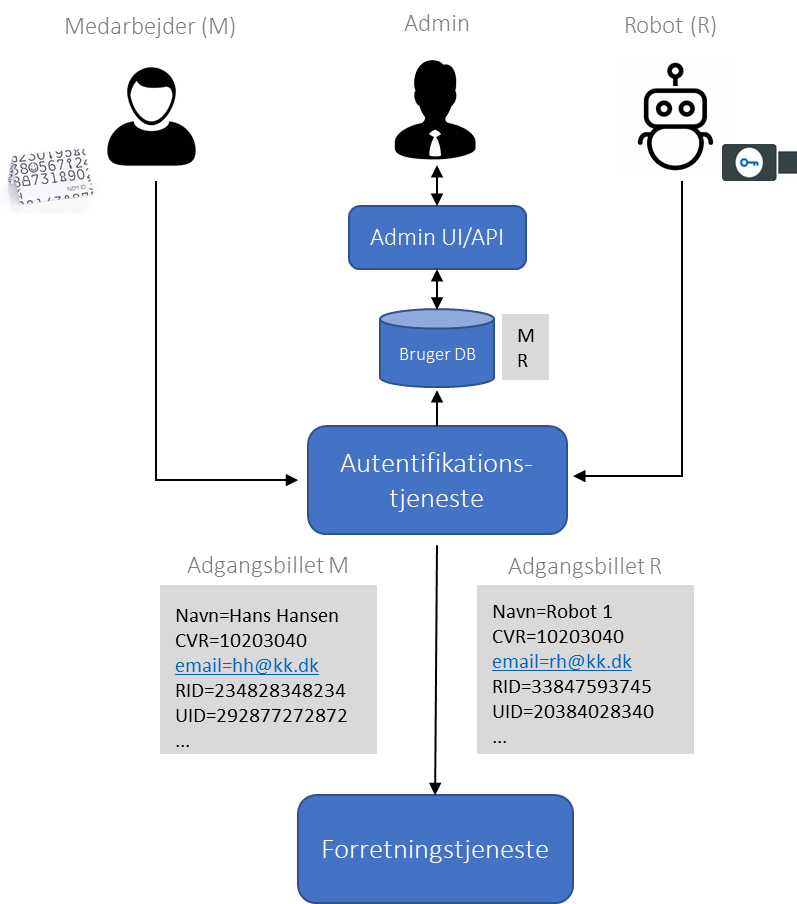 Medarbejder (M)
Admin
Robot (R)
NEM ID
Admin UI/API
Bruger DB
M
R
Autentifikations-
tjeneste
Adgangsbillet M
Navn=Hans Hansen
CVR=10203040
email=hh@kk.dk
RID=234828348234
UID=292877272872
...
Adgangsbillet R
Navn=Robot 1
CVR=10203040
email=rh@kk.dk
RID=33847593745
UID=20384028340
...
Forretningstjeneste